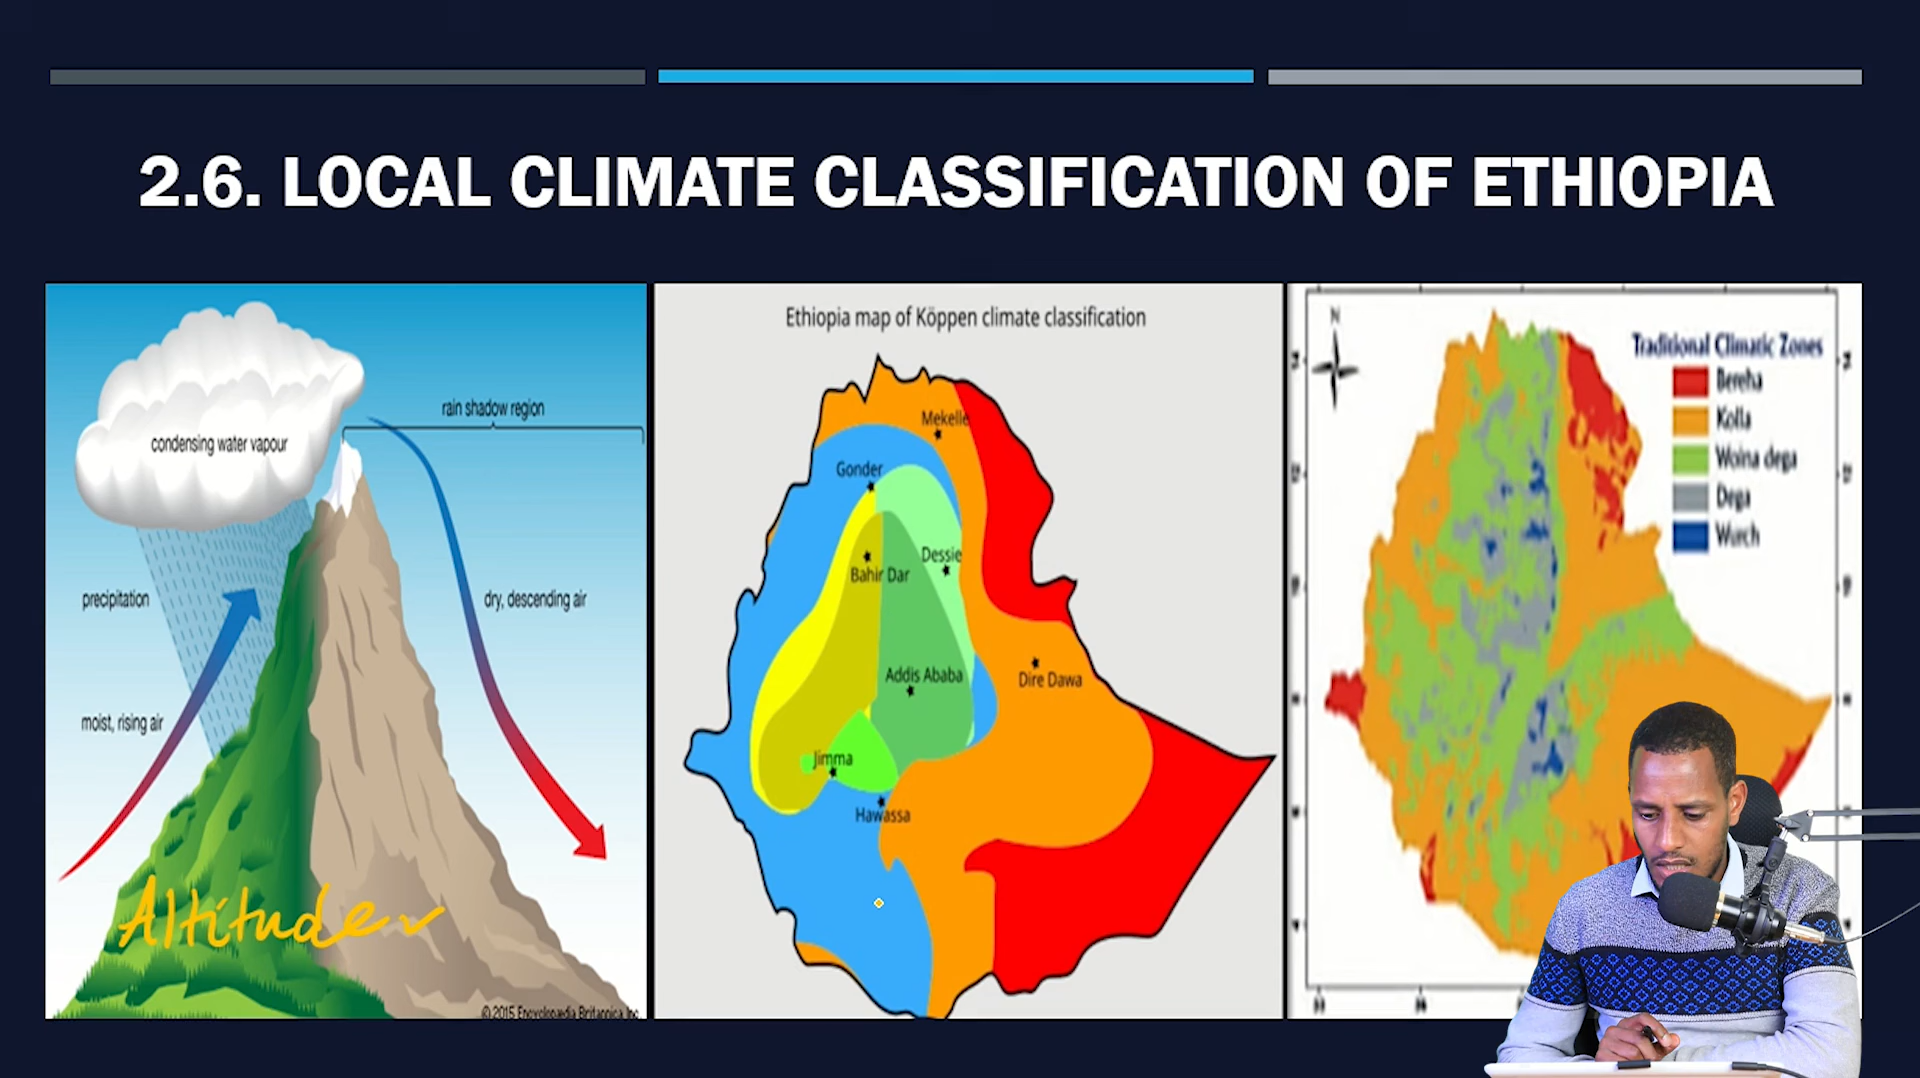 2.6. LOCAL CLIMATE CLASSIFICATION OF ETHIOPIA
rain shadow region
condensing water vapour
precipitation
dry, descending air
moist, rising air
Altitude
© 2015 Encyclopædia Britannica, Inc.
Ethiopia map of Köppen climate classification
Mekelle
Gonder
Dessie
Bahir Dar
Addis Ababa
Dire Dawa
Jimma
Hawassa
N
Traditional Climatic Zones
Bereha
Kolla
Woina dega
Dega
Wurch